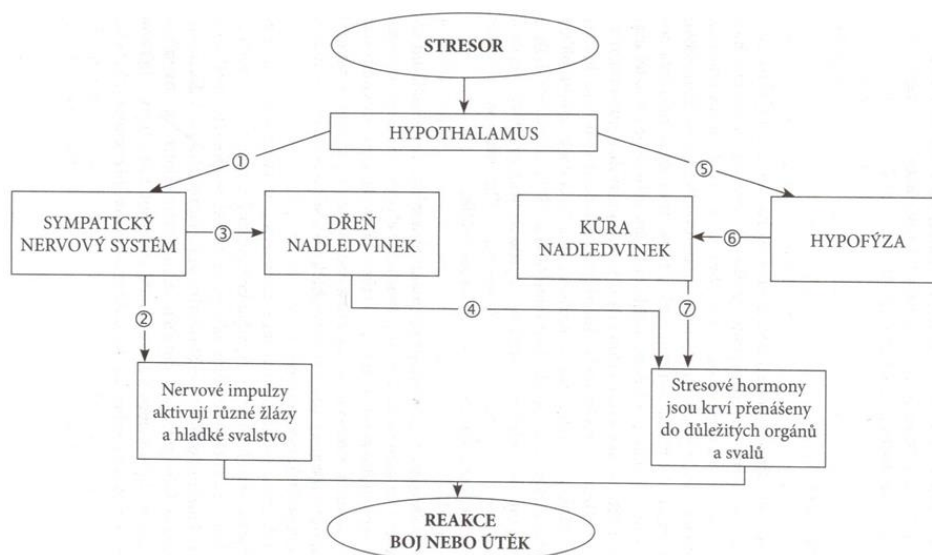 STRESOR
HYPOTHALAMUS
①
⑤
SYMPATICKÝ
NERVOVÝ SYSTÉM
③
DŘEŇ
NADLEDVINEK
KŮRA
NADLEDVINEK
⑥
HYPOFÝZA
②
④
⑦
Nervové impulzy
aktivují různé žlázy
a hladké svalstvo
Stresové hormony
jsou krví přenášeny
do důležitých orgánů
a svalů
REAKCE
BOJ NEBO ÚTĚK